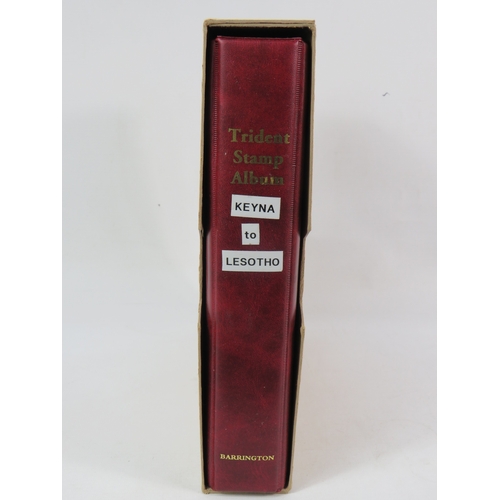 Trident
Stamp
Album
KEYNA
to
LESOTHO
BARRINGTON